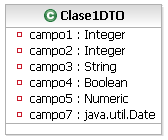 C Clase1DTO
campo1 : Integer
campo2 : Integer
campo3 : String
campo4 : Boolean
campo5 : Numeric
campo7 : java.util.Date